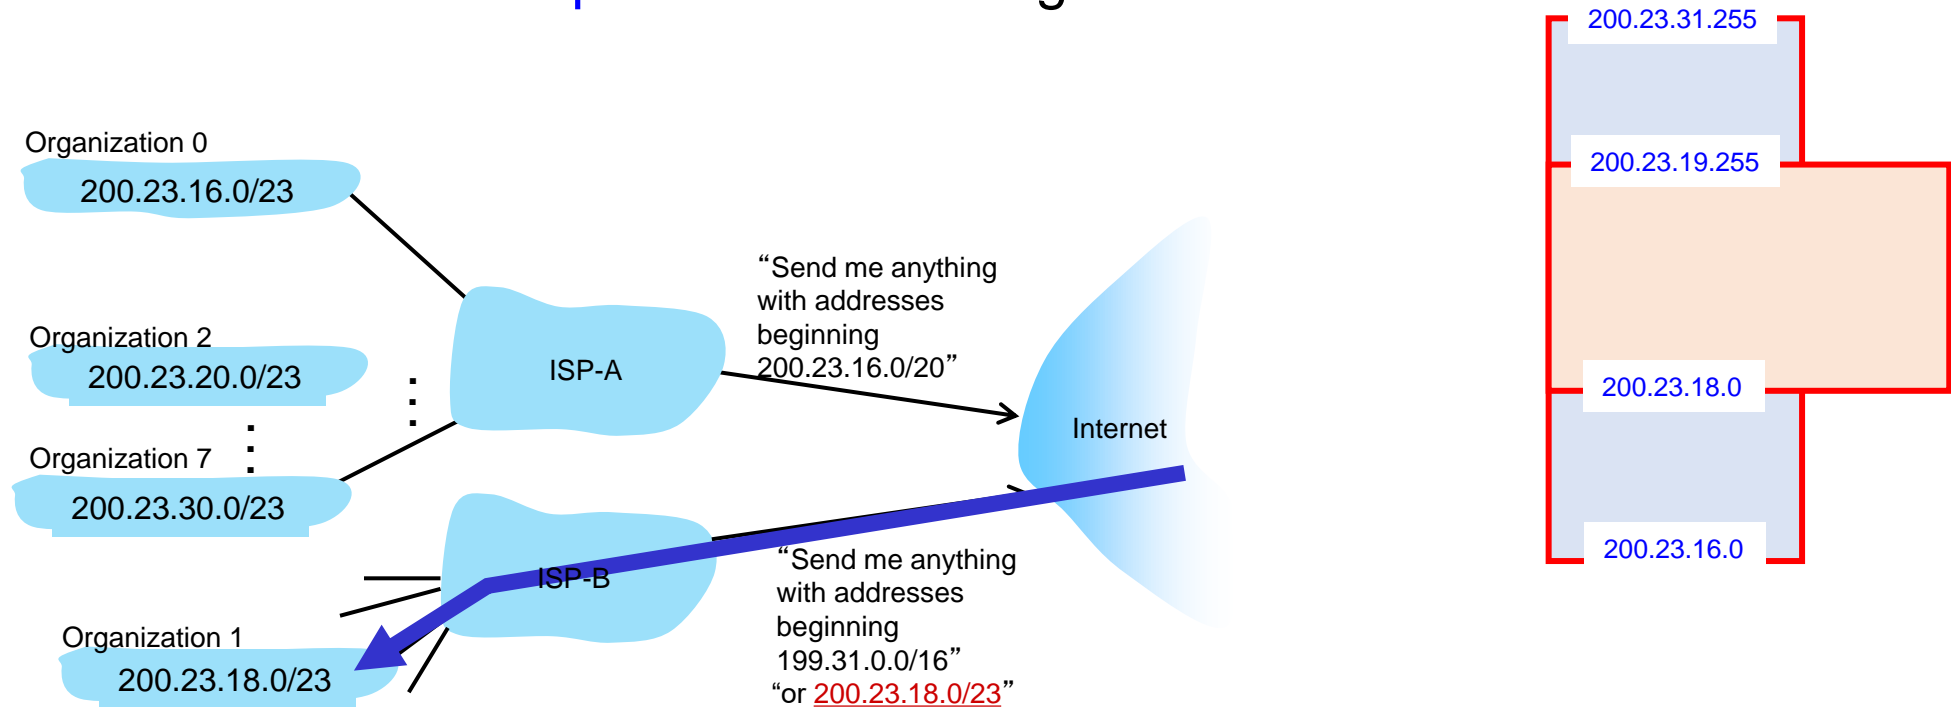 Organization 0
200.23.16.0/23
Organization 2
200.23.20.0/23
Organization 7
200.23.30.0/23
Organization 1
200.23.18.0/23
ISP-A
ISP-B
“Send me anything
with addresses
beginning
200.23.16.0/20”
Internet
“Send me anything
with addresses
beginning
199.31.0.0/16”
“or 200.23.18.0/23”
200.23.31.255
200.23.19.255
200.23.18.0
200.23.16.0